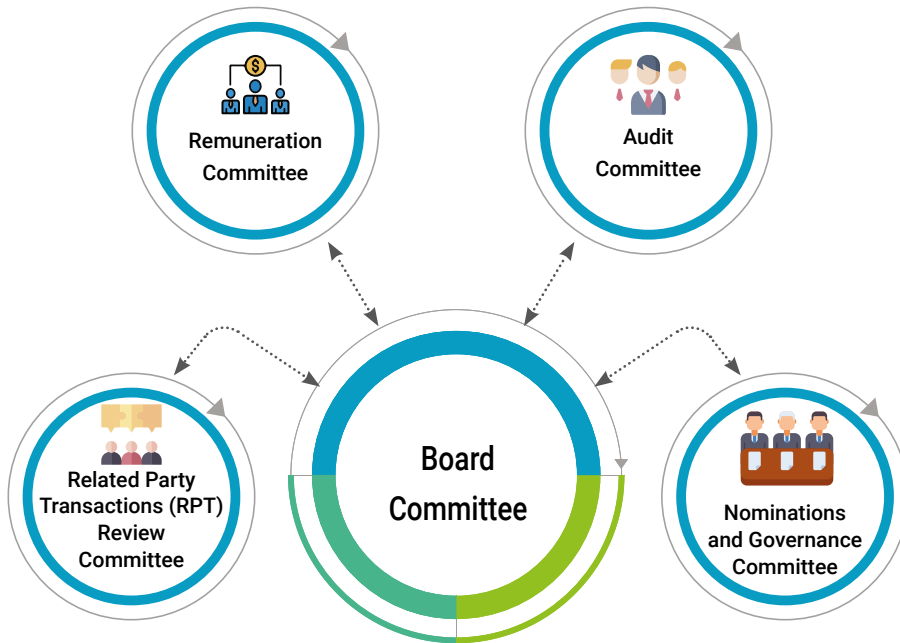 Remuneration
Committee
Audit
Committee
Related Party
Transactions (RPT)
Review
Committee
Board
Committee
Nominations
and Governance
Committee